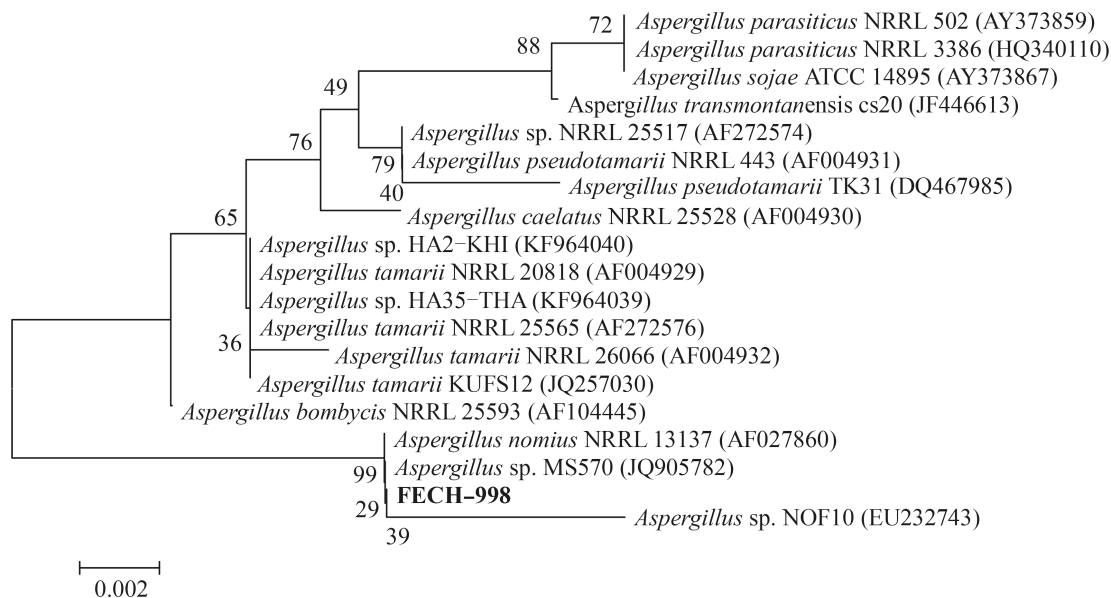 72
Aspergillus parasiticus NRRL 502 (AY373859)
88
Aspergillus parasiticus NRRL 3386 (HQ340110)
Aspergillus sojae ATCC 14895 (AY373867)
49
Aspergillus transmontanensis cs20 (JF446613)
Aspergillus sp. NRRL 25517 (AF272574)
76
79
Aspergillus pseudotamarii NRRL 443 (AF004931)
40
Aspergillus pseudotamarii TK31 (DQ467985)
65
Aspergillus caelatus NRRL 25528 (AF004930)
Aspergillus sp. HA2−KHI (KF964040)
Aspergillus tamarii NRRL 20818 (AF004929)
Aspergillus sp. HA35−THA (KF964039)
Aspergillus tamarii NRRL 25565 (AF272576)
36
Aspergillus tamarii NRRL 26066 (AF004932)
Aspergillus tamarii KUFS12 (JQ257030)
Aspergillus bombycis NRRL 25593 (AF104445)
Aspergillus nomius NRRL 13137 (AF027860)
99
Aspergillus sp. MS570 (JQ905782)
FECH−998
29
Aspergillus sp. NOF10 (EU232743)
39
0.002